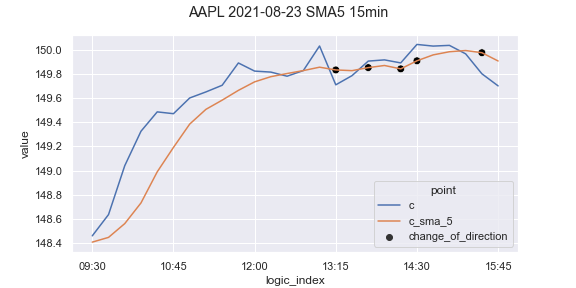 AAPL 2021-08-23 SMA5 15min
150.0
149.8
149.6
149.4
149.2
149.0
148.8
148.6
148.4
value
point
c
c_sma_5
change_of_direction
09:30
10:45
12:00
13:15
14:30
15:45
logic_index